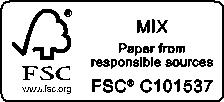 FSC
www.fsc.org
MIX
Paper from
responsible sources
FSC® C101537